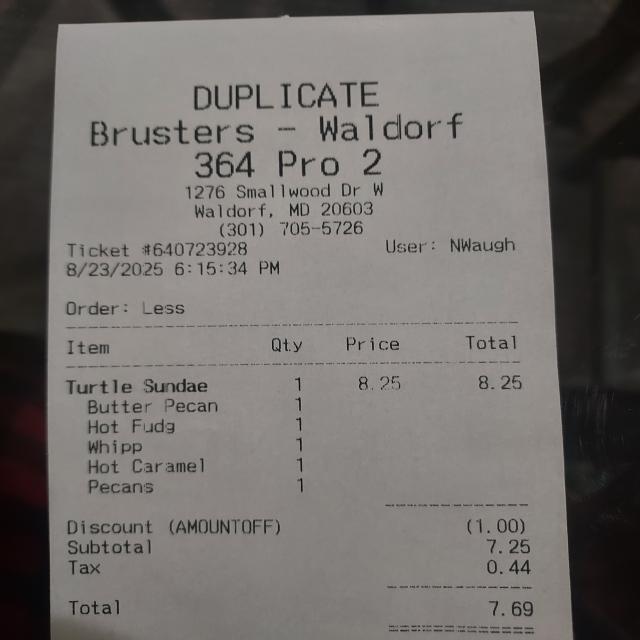 DUPLICATE
Brusters - Waldorf
364 Pro 2
1276 Smallwood Dr W
Waldorf, MD 20603
(301) 705-5726
Ticket #640723928 User: NWaugh
8/23/2025 6:15:34 PM
Order: Less
Item Qty Price Total
Turtle Sundae 1 8.25 8.25
Butter Pecan 1
Hot Fudg 1
Whipp 1
Hot Caramel 1
Pecans 1
Discount (AMOUNTOFF) (1.00)
Subtotal 7.25
Tax 0.44
Total 7.69